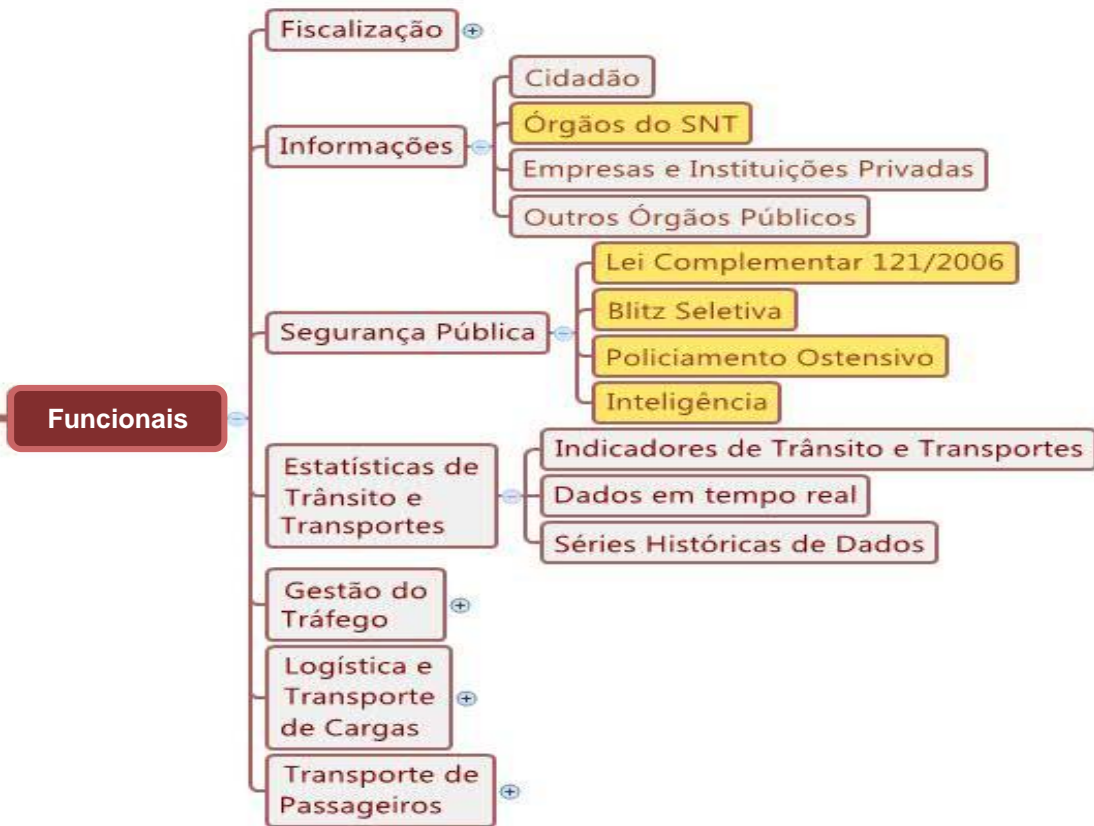 Funcionais
Fiscalização
Informações
Cidadão
Órgãos do SNT
Empresas e Instituições Privadas
Outros Órgãos Públicos
Segurança Pública
Lei Complementar 121/2006
Blitz Seletiva
Policiamento Ostensivo
Inteligência
Estatísticas de
Trânsito e
Transportes
Indicadores de Trânsito e Transportes
Dados em tempo real
Séries Históricas de Dados
Gestão do
Tráfego
Logística e
Transporte
de Cargas
Transporte de
Passageiros